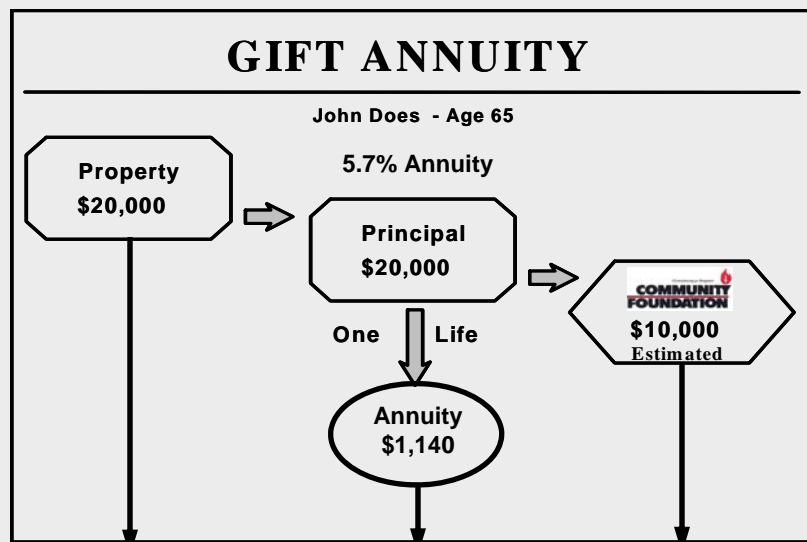 GIFT ANNUITY
John Does - Age 65
5.7% Annuity
Property
$20,000
Principal
$20,000
One Life
COMMUNITY
FOUNDATION
$10,000
Estimated
Annuity
$1,140